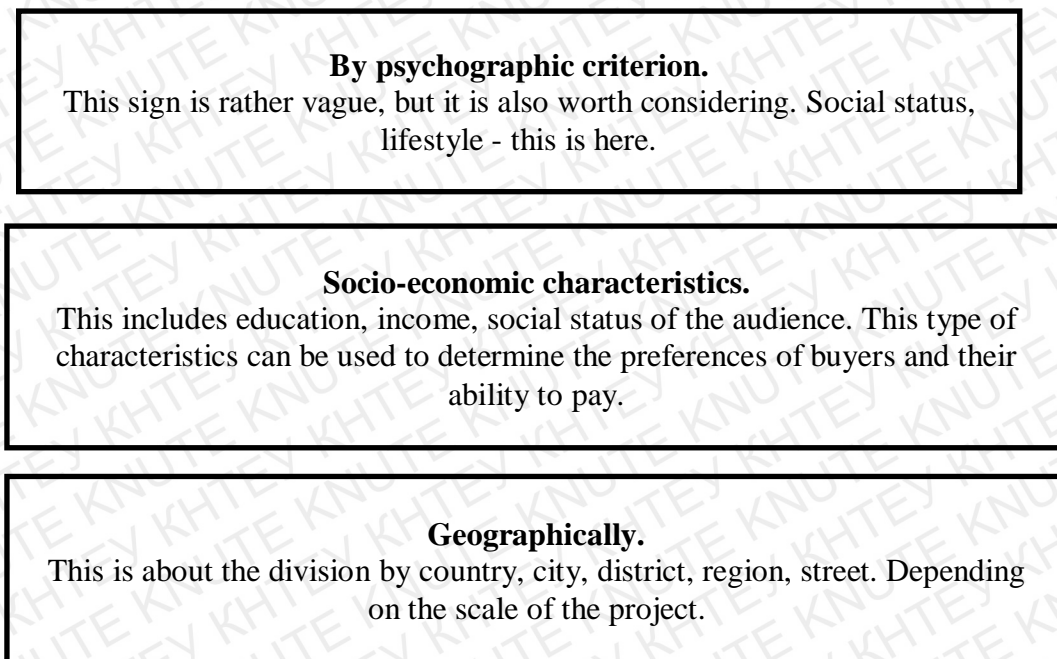 By psychographic criterion.
This sign is rather vague, but it is also worth considering. Social status,
lifestyle - this is here.
Socio-economic characteristics.
This includes education, income, social status of the audience. This type of
characteristics can be used to determine the preferences of buyers and their
ability to pay.
Geographically.
This is about the division by country, city, district, region, street. Depending
on the scale of the project.